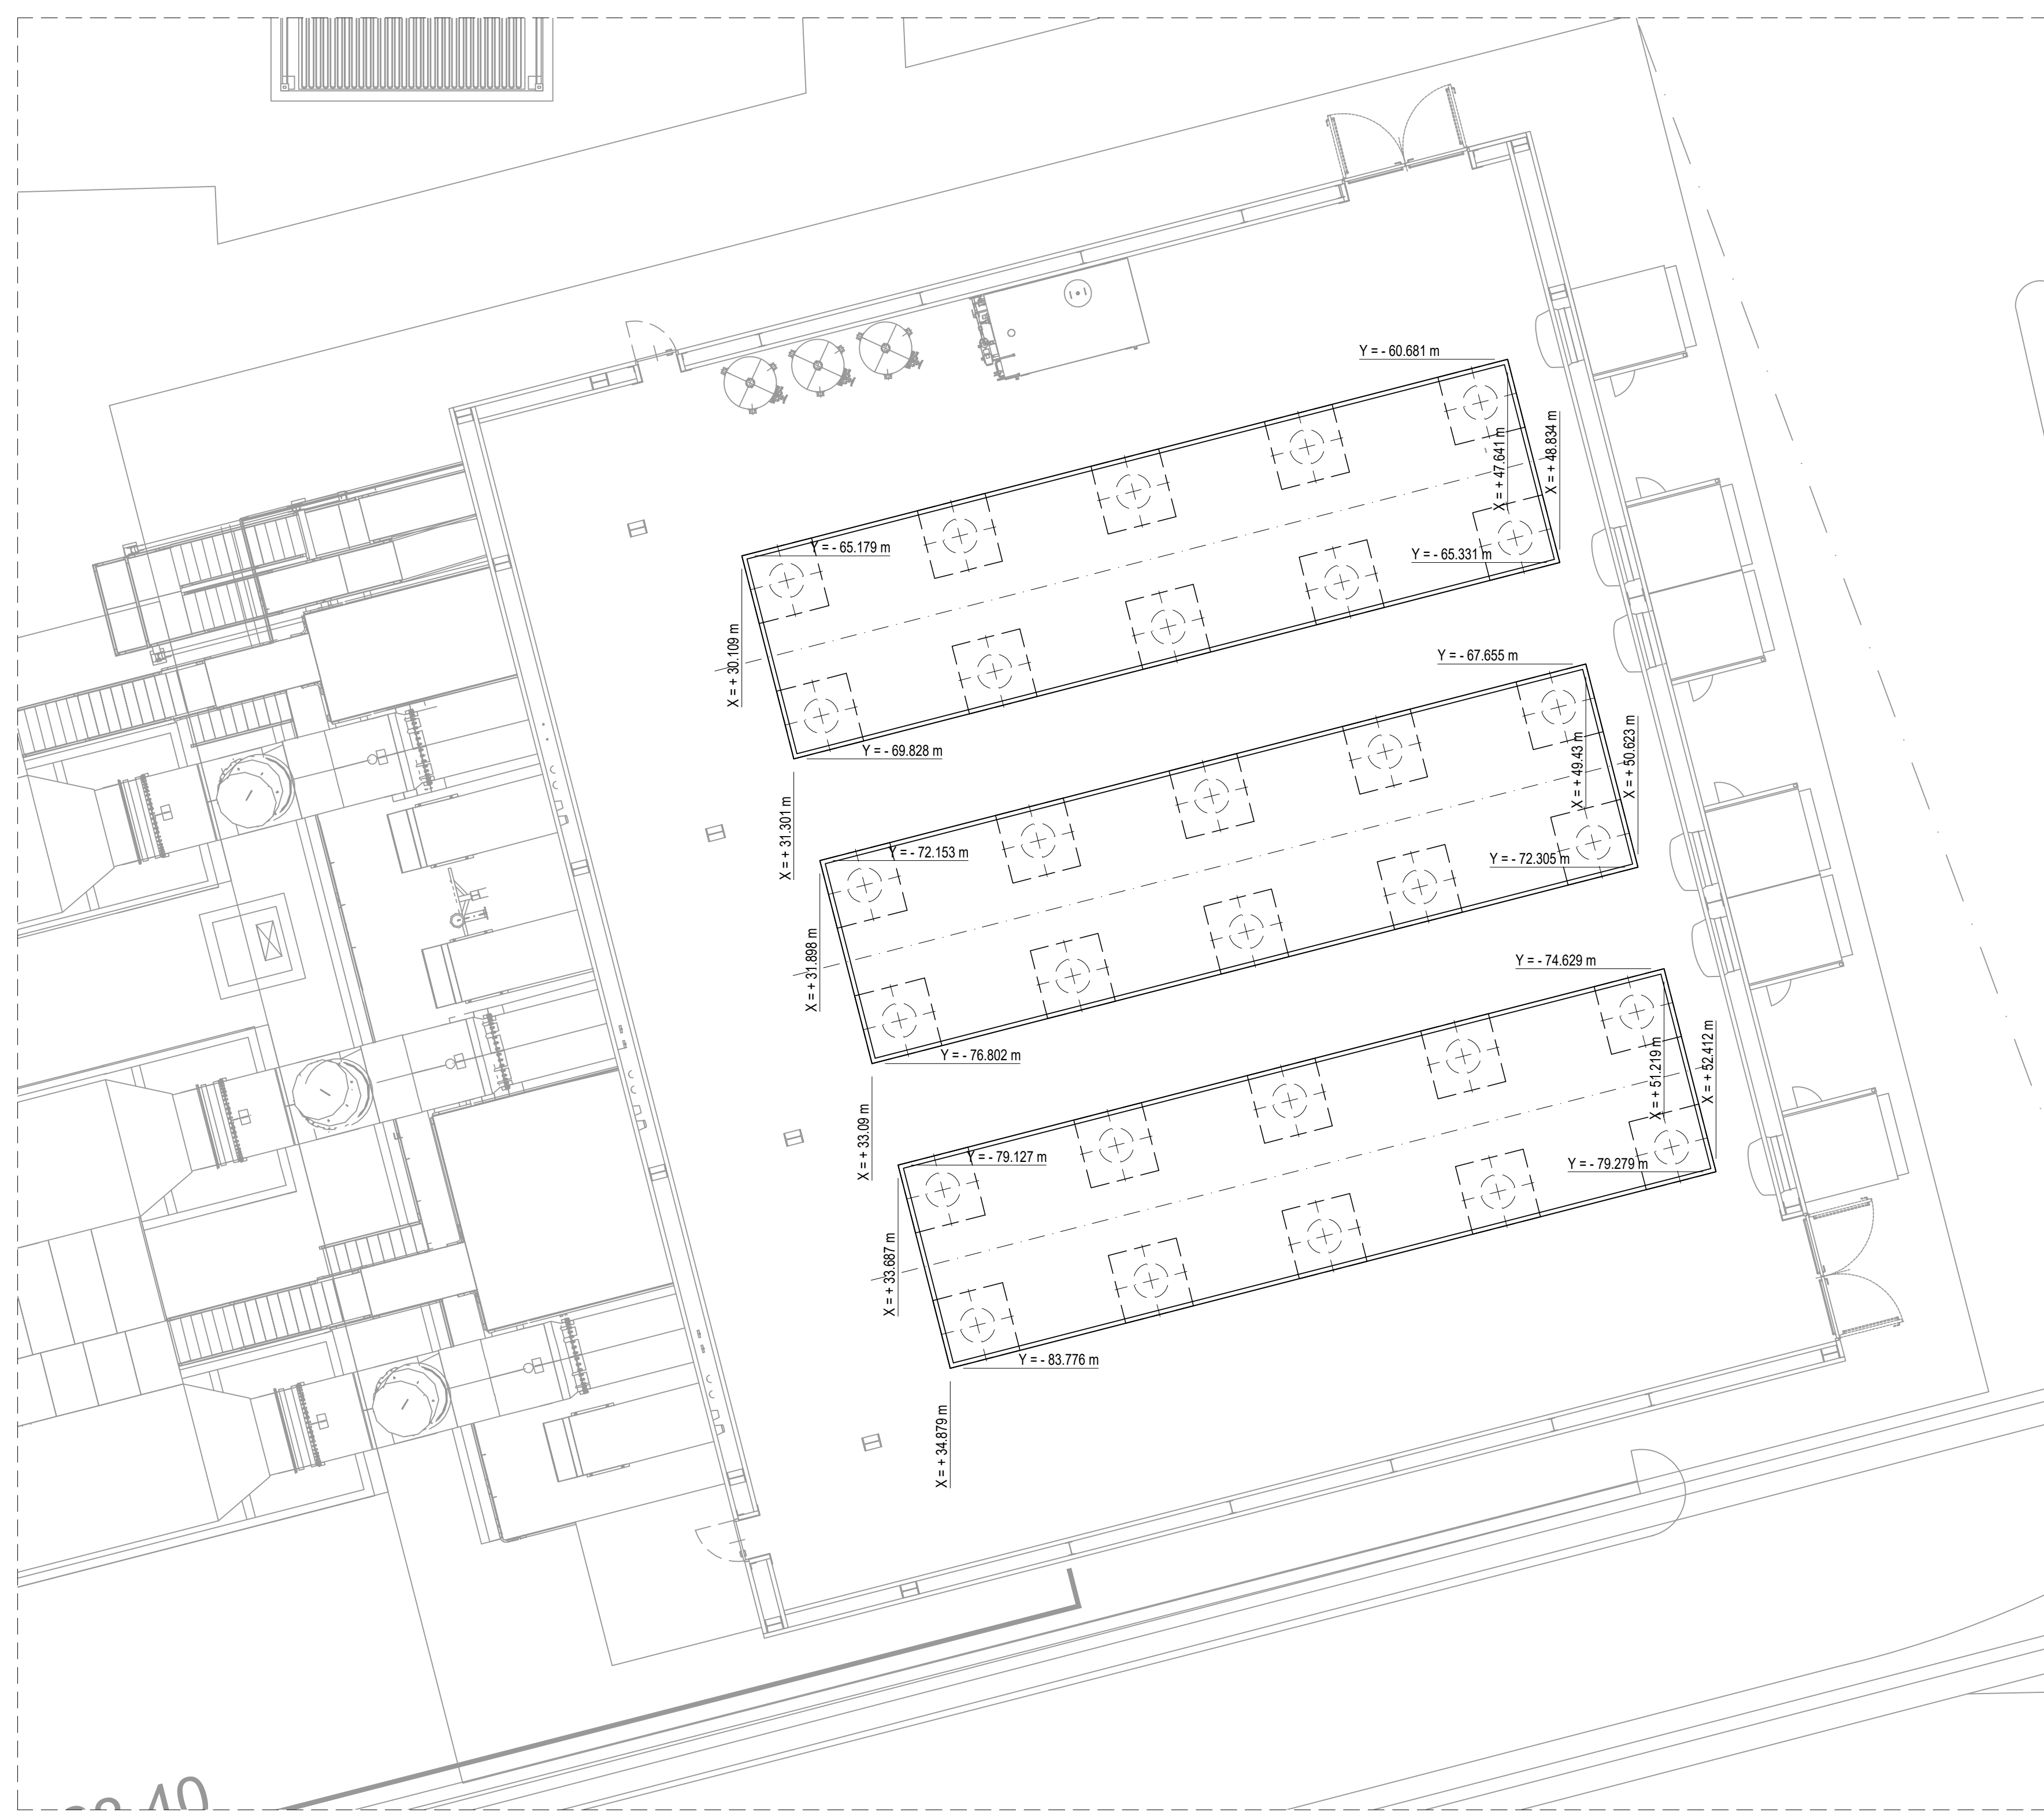 Y = - 60.681 m
X = + 47.641 m
X = + 48.834 m
Y = - 65.179 m
Y = - 65.331 m
X = + 30.109 m
Y = - 67.655 m
Y = - 69.828 m
X = + 49.43 m
X = + 50.623 m
X = + 31.301 m
Y = - 72.153 m
Y = - 72.305 m
X = + 31.898 m
Y = - 74.629 m
Y = - 76.802 m
X = + 51.219 m
X = + 52.412 m
X = + 33.09 m
Y = - 79.127 m
Y = - 79.279 m
X = + 33.687 m
Y = - 83.776 m
X = + 34.879 m